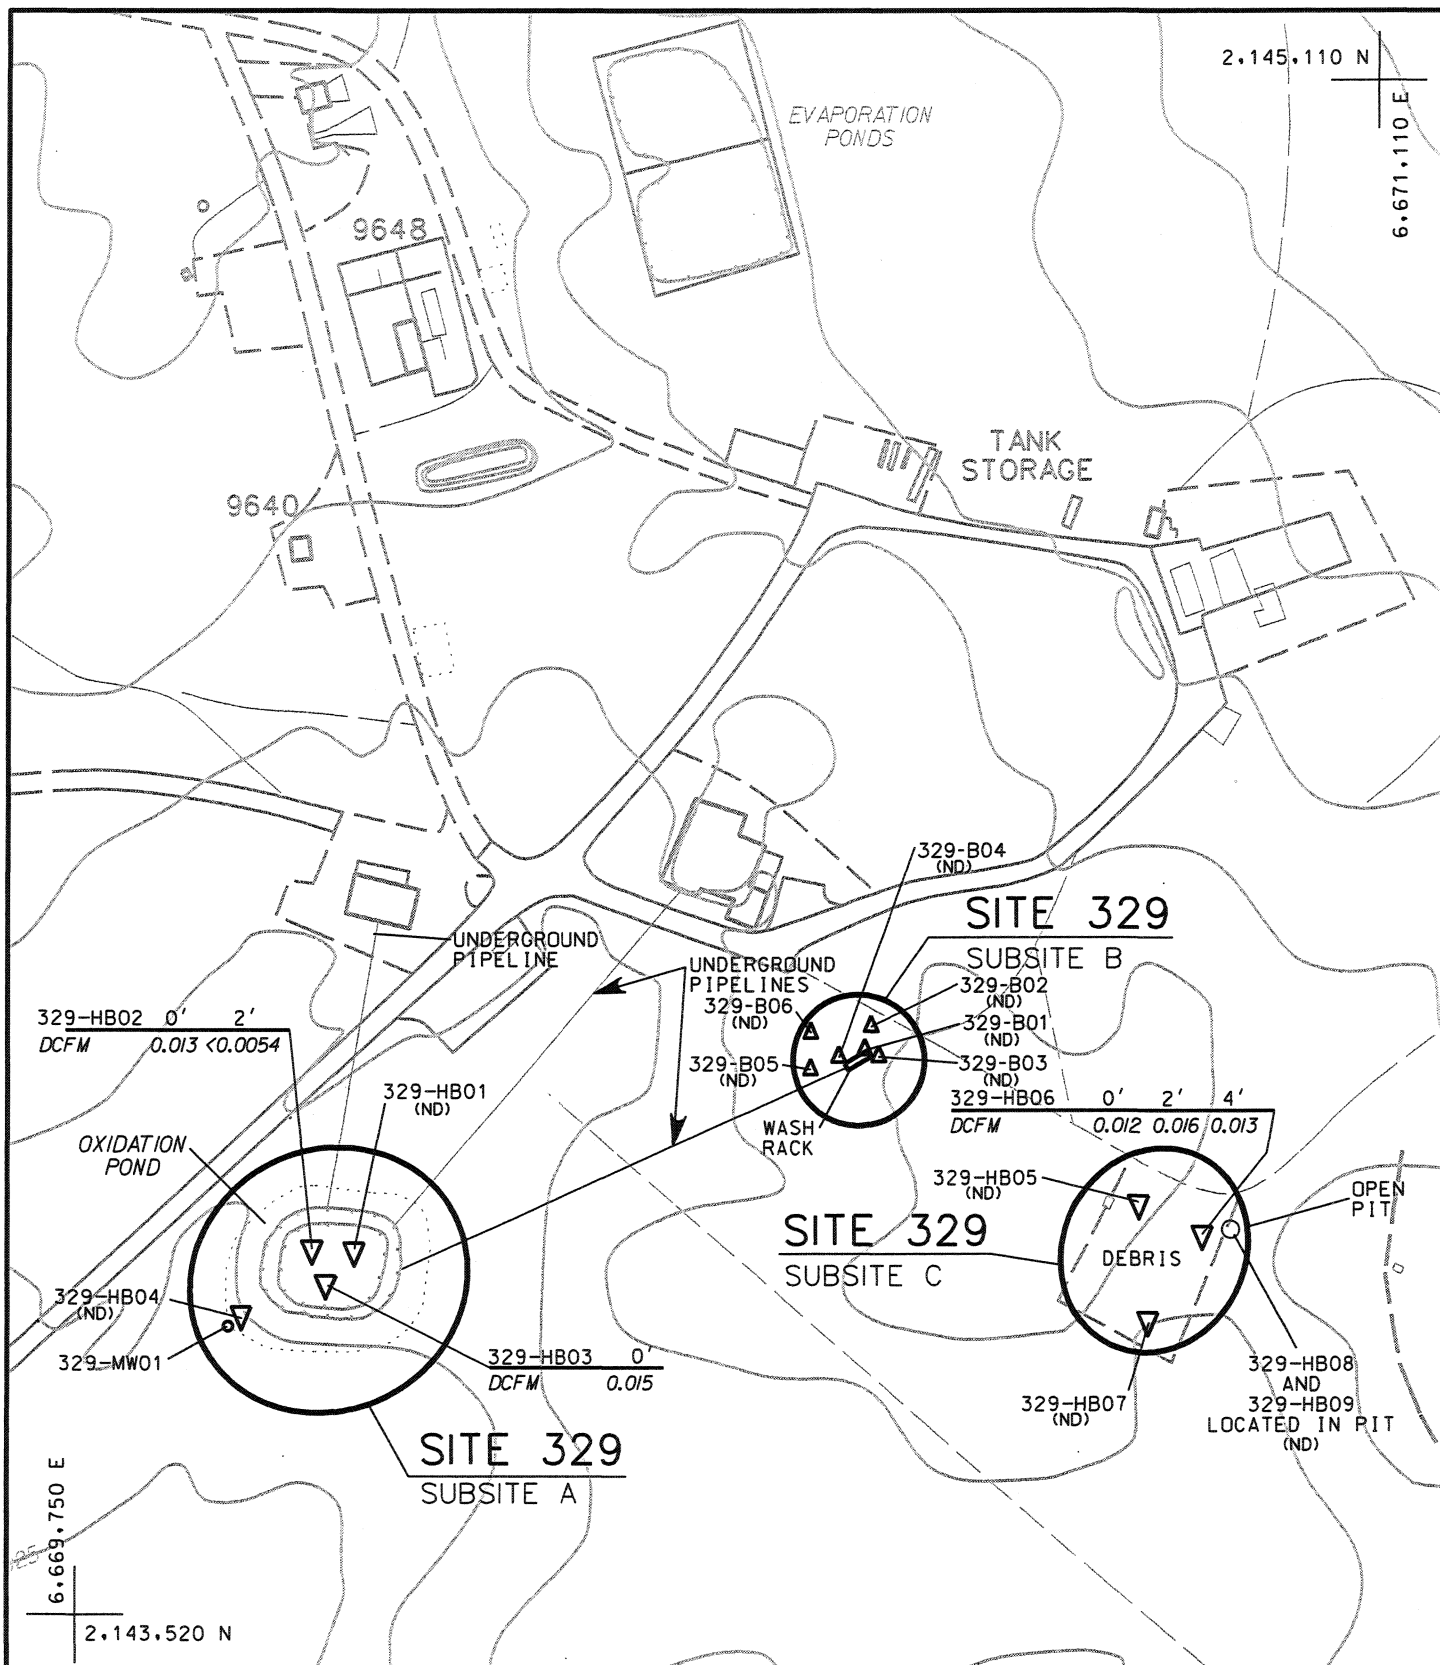 2,145,110 N
6,671,110 E
EVAPORATION
PONDS
9648
TANK
STORAGE
9640
329-B04
(ND)
SITE 329
SUBSITE B
UNDERGROUND
PIPELINE
UNDERGROUND
PIPELINES
329-B02
(ND)
329-B06
(ND)
329-B01
(ND)
329-B05
(ND)
329-B03
(ND)
329-HB02 0' 2'
DCFM 0.013 <0.0054
329-HB01
(ND)
329-HB06 0' 2' 4'
DCFM 0.012 0.016 0.013
WASH
RACK
OXIDATION
POND
329-HB05
(ND)
OPEN
PIT
SITE 329
SUBSITE C
DEBRIS
329-HB04
(ND)
329-MW01
329-HB03 0'
DCFM 0.015
329-HB08
AND
329-HB09
LOCATED IN PIT
(ND)
329-HB07
(ND)
SITE 329
SUBSITE A
6,669,750 E
2,143,520 N